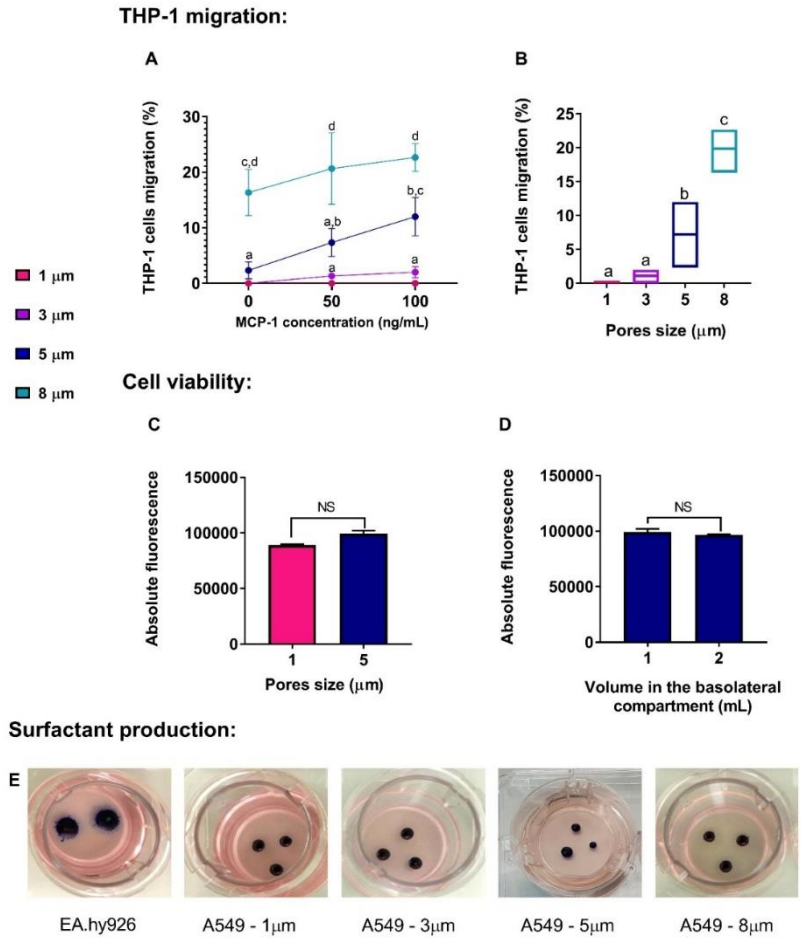 THP-1 migration:
A
THP-1 cells migration (%)
30
20
10
0
c,d
d
d
a
a,b
b,c
a
a
0
50
100
MCP-1 concentration (ng/mL)
B
THP-1 cells migration (%)
25
20
15
10
5
0
a
a
b
c
1
3
5
8
Pores size (μm)
1 μm
3 μm
5 μm
8 μm
Cell viability:
C
Absolute fluorescence
150000
100000
50000
0
NS
1
5
Pores size (μm)
D
Absolute fluorescence
150000
100000
50000
0
NS
1
2
Volume in the basolateral
compartment (mL)
Surfactant production:
E
EA.hy926
A549 - 1μm
A549 - 3μm
A549 - 5μm
A549 - 8μm